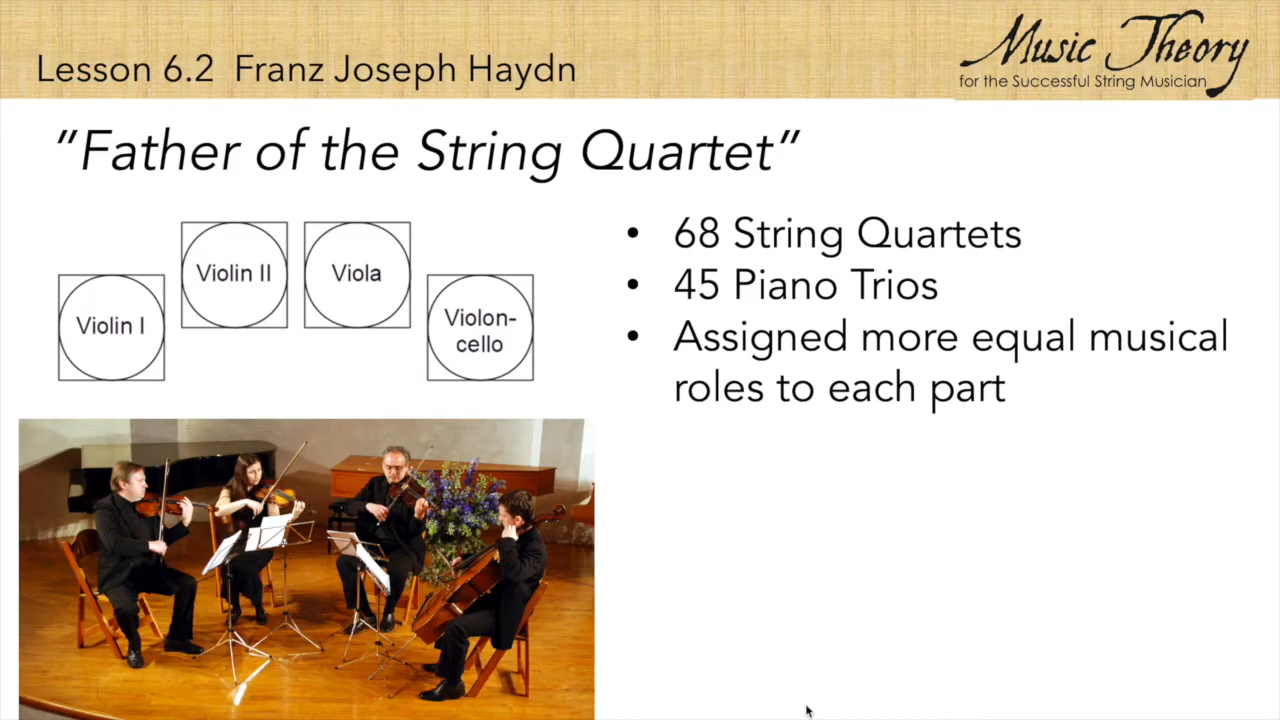 Lesson 6.2 Franz Joseph Haydn
Music Theory
for the Successful String Musician
"Father of the String Quartet"
Violin I
Violin II
Viola
Violon-
cello
• 68 String Quartets
• 45 Piano Trios
• Assigned more equal musical
roles to each part